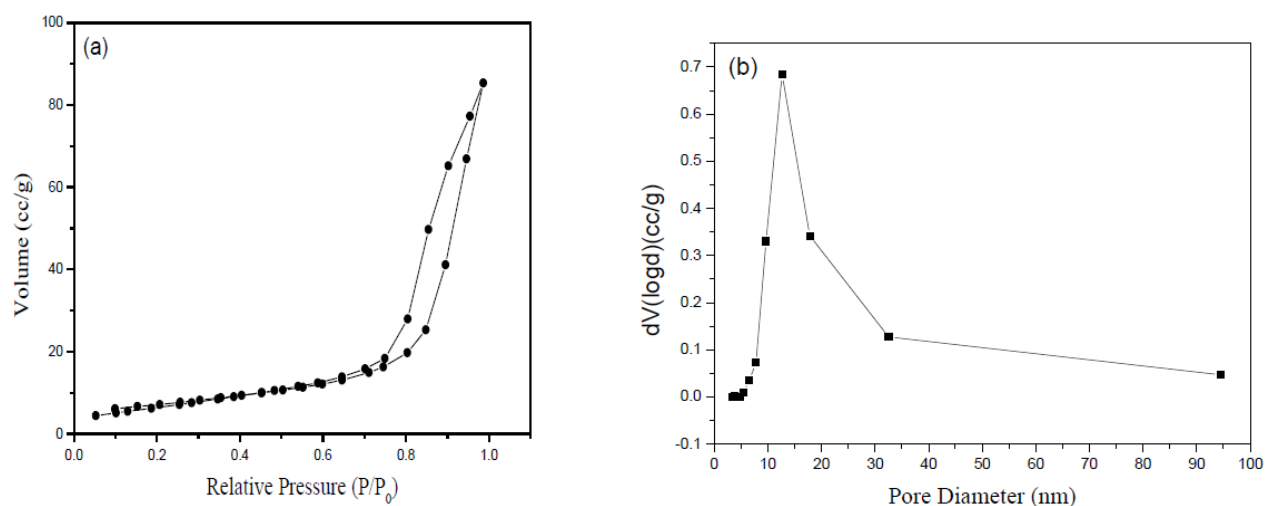 (a)
Volume (cc/g)
100
80
60
40
20
0
0.0 0.2 0.4 0.6 0.8 1.0
Relative Pressure (P/P0)
(b)
dV(logd)(cc/g)
0.7
0.6
0.5
0.4
0.3
0.2
0.1
0.0
-0.1
0 10 20 30 40 50 60 70 80 90 100
Pore Diameter (nm)